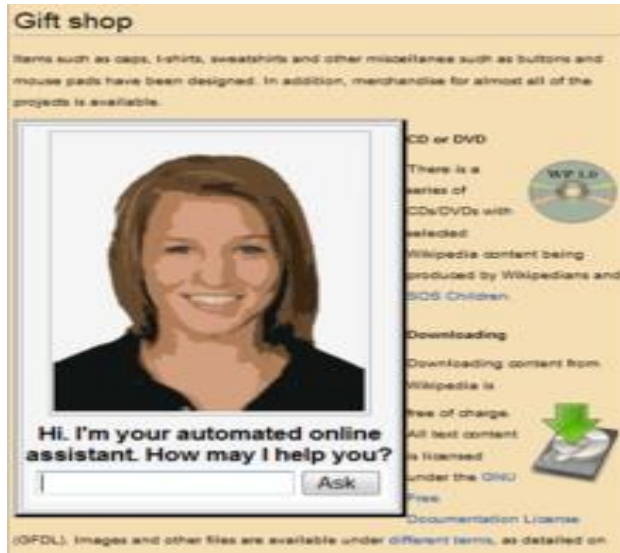 Gift shop
Items such as caps, t-shirts, sweatshirts and other miscellanea such as buttons and
mouse pads have been designed. In addition, merchandise for almost all of the
projects is available.
CD or DVD
There is a
series of
CDs/DVDs with
selected
Wikipedia content being
produced by Wikipedians and
SOS Children.
WP 1.0
Downloading
Downloading content from
Wikipedia is
free of charge.
All text content
is licensed
under the GNU
Free
Documentation License
Hi. I'm your automated online
assistant. How may I help you?
Ask
(GFDL). Images and other files are available under different terms, as detailed on